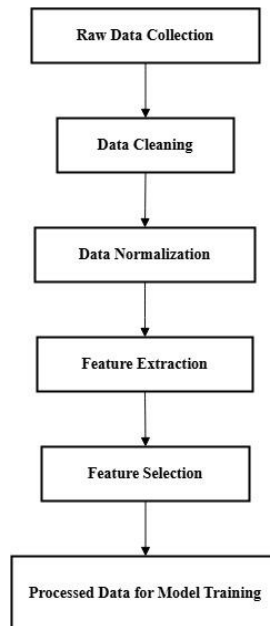 Raw Data Collection
Data Cleaning
Data Normalization
Feature Extraction
Feature Selection
Processed Data for Model Training